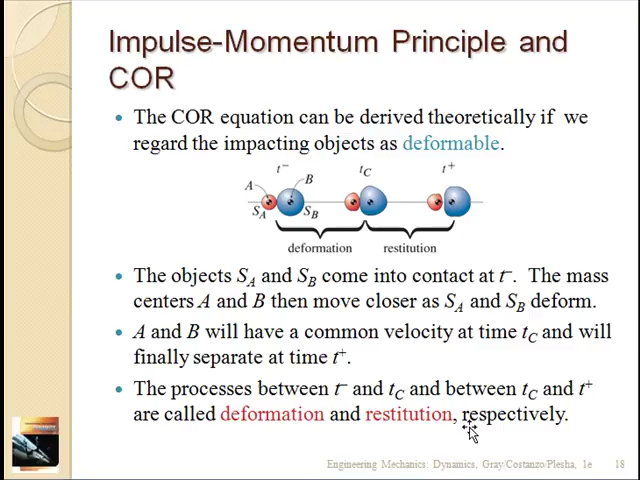 Impulse-Momentum Principle and
COR
• The COR equation can be derived theoretically if we
regard the impacting objects as deformable.
t⁻ t_C t⁺
A B
S_A S_B
deformation restitution
• The objects S_A and S_B come into contact at t⁻. The mass
centers A and B then move closer as S_A and S_B deform.
• A and B will have a common velocity at time t_C and will
finally separate at time t⁺.
• The processes between t⁻ and t_C and between t_C and t⁺
are called deformation and restitution, respectively.
Engineering Mechanics: Dynamics, Gray/Costanzo/Plesha, 1e 18